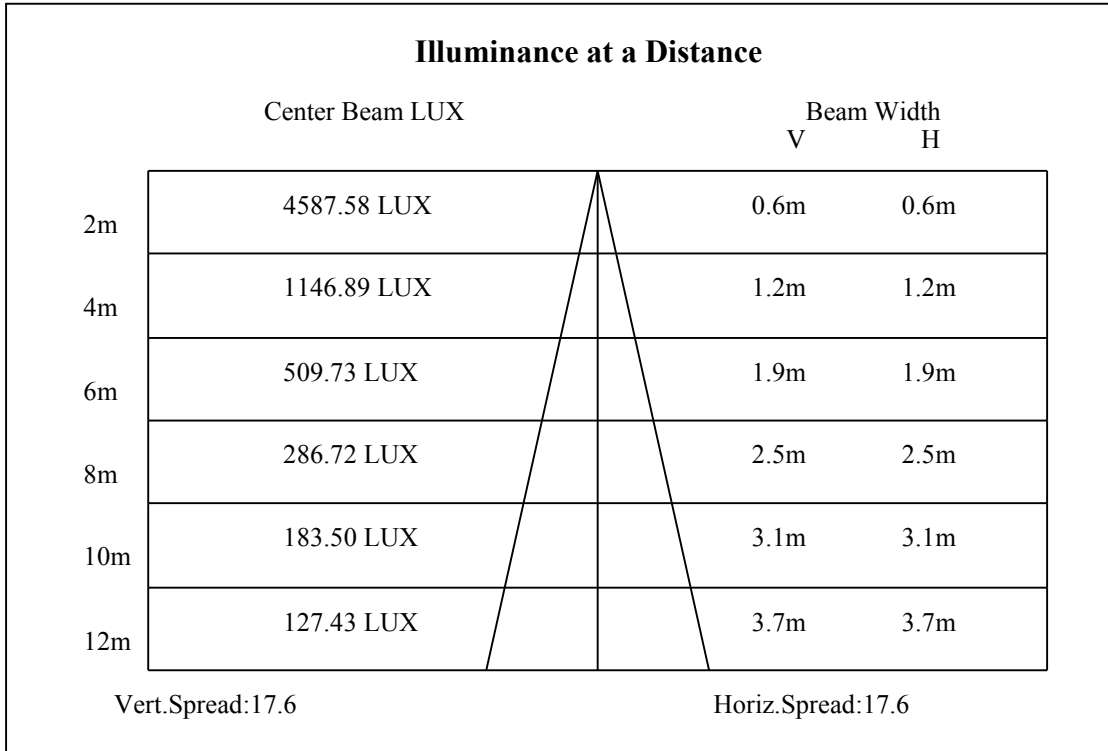 Illuminance at a Distance
Center Beam LUX Beam Width
V H
2m 4587.58 LUX 0.6m 0.6m
4m 1146.89 LUX 1.2m 1.2m
6m 509.73 LUX 1.9m 1.9m
8m 286.72 LUX 2.5m 2.5m
10m 183.50 LUX 3.1m 3.1m
12m 127.43 LUX 3.7m 3.7m
Vert.Spread:17.6 Horiz.Spread:17.6